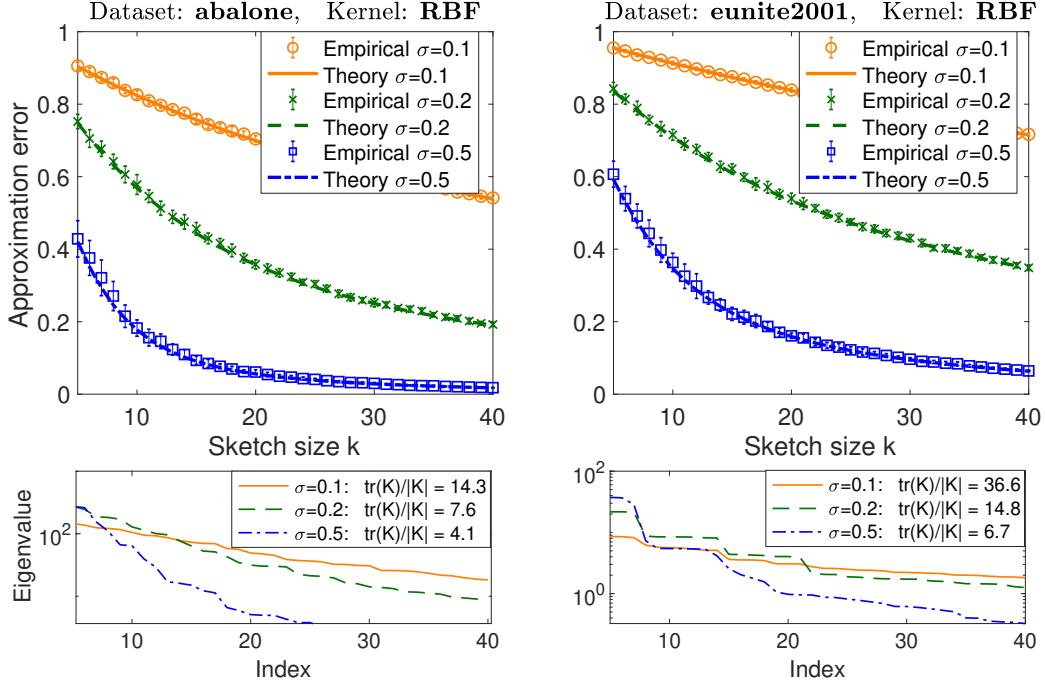 Dataset: abalone, Kernel: RBF
Approximation error
1
0.8
0.6
0.4
0.2
0
10
20
30
40
Sketch size k
Empirical σ=0.1
Theory σ=0.1
Empirical σ=0.2
Theory σ=0.2
Empirical σ=0.5
Theory σ=0.5
Dataset: eunite2001, Kernel: RBF
1
0.8
0.6
0.4
0.2
0
10
20
30
40
Sketch size k
Empirical σ=0.1
Theory σ=0.1
Empirical σ=0.2
Theory σ=0.2
Empirical σ=0.5
Theory σ=0.5
Eigenvalue
10²
σ=0.1: tr(K)/|K| = 14.3
σ=0.2: tr(K)/|K| = 7.6
σ=0.5: tr(K)/|K| = 4.1
10
20
30
40
Index
10²
10⁰
σ=0.1: tr(K)/|K| = 36.6
σ=0.2: tr(K)/|K| = 14.8
σ=0.5: tr(K)/|K| = 6.7
10
20
30
40
Index